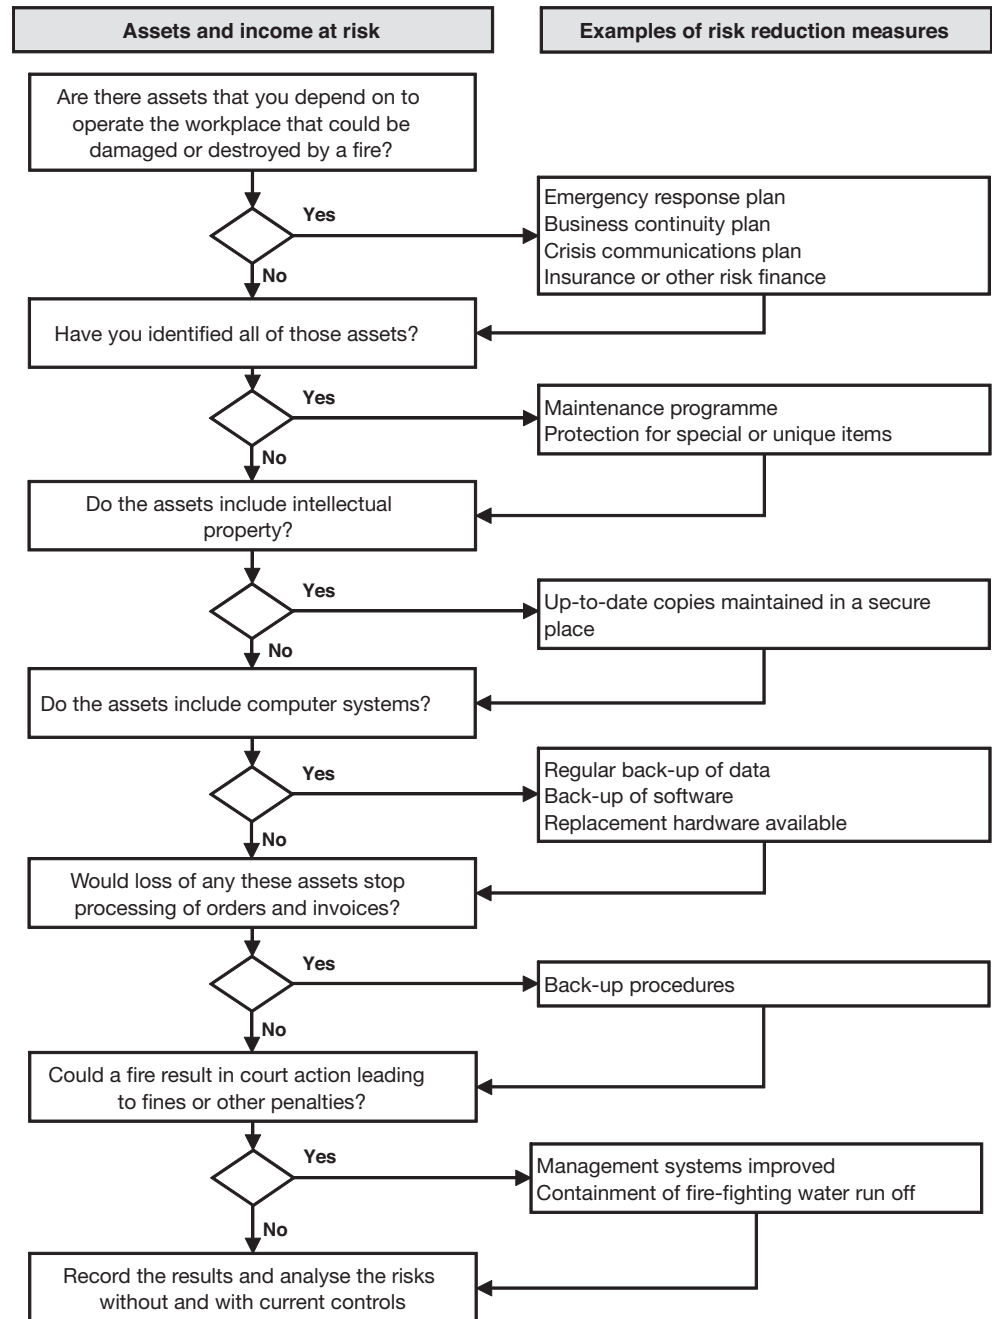 Assets and income at risk
Examples of risk reduction measures
Are there assets that you depend on to
operate the workplace that could be
damaged or destroyed by a fire?
Yes
Emergency response plan
Business continuity plan
Crisis communications plan
Insurance or other risk finance
No
Have you identified all of those assets?
Yes
Maintenance programme
Protection for special or unique items
No
Do the assets include intellectual
property?
Yes
Up-to-date copies maintained in a secure
place
No
Do the assets include computer systems?
Yes
Regular back-up of data
Back-up of software
Replacement hardware available
No
Would loss of any these assets stop
processing of orders and invoices?
Yes
Back-up procedures
No
Could a fire result in court action leading
to fines or other penalties?
Yes
Management systems improved
Containment of fire-fighting water run off
No
Record the results and analyse the risks
without and with current controls